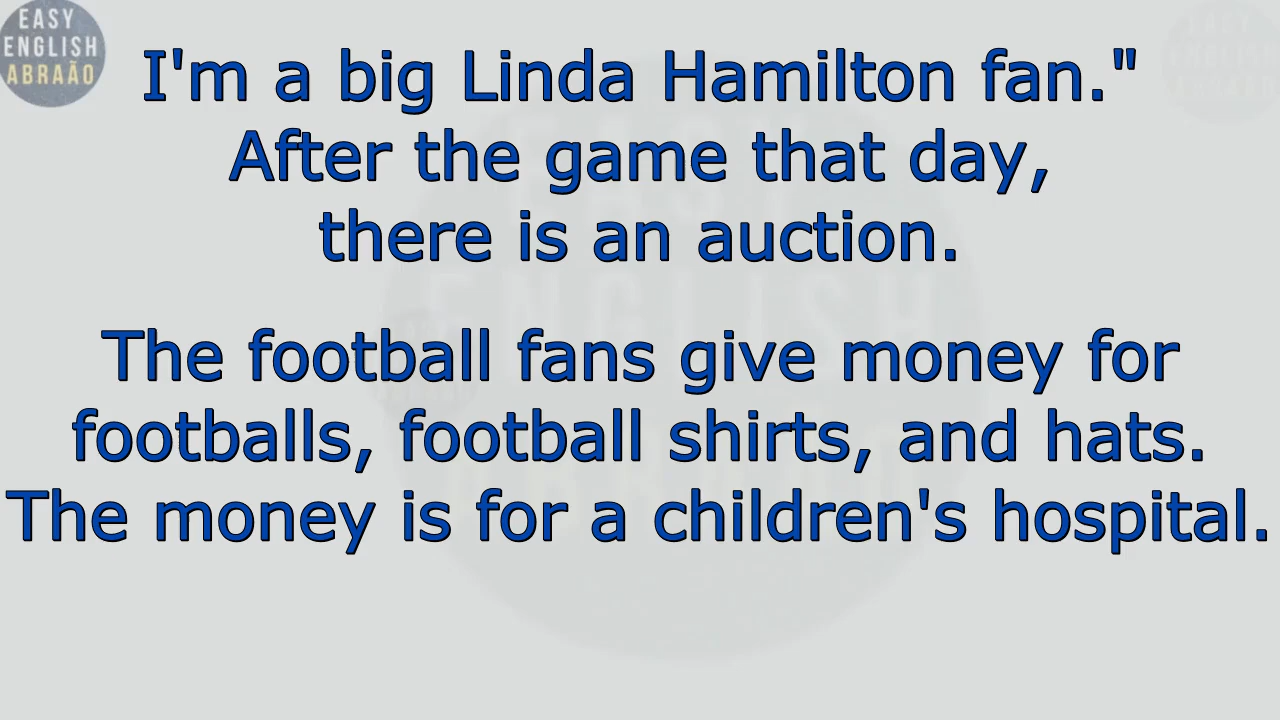 EASY
ENGLISH
ABRAÃO
I'm a big Linda Hamilton fan."
After the game that day,
there is an auction.
The football fans give money for
footballs, football shirts, and hats.
The money is for a children's hospital.